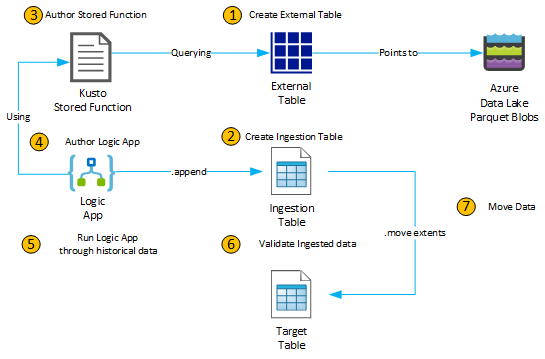 3 Author Stored Function
1 Create External Table
Querying
Points to
Kusto
Stored Function
External
Table
Azure
Data Lake
Parquet Blobs
Using
4 Author Logic App
2 Create Ingestion Table
.append
Logic
App
Ingestion
Table
7 Move Data
.move extents
5 Run Logic App
through historical data
6 Validate Ingested data
Target
Table